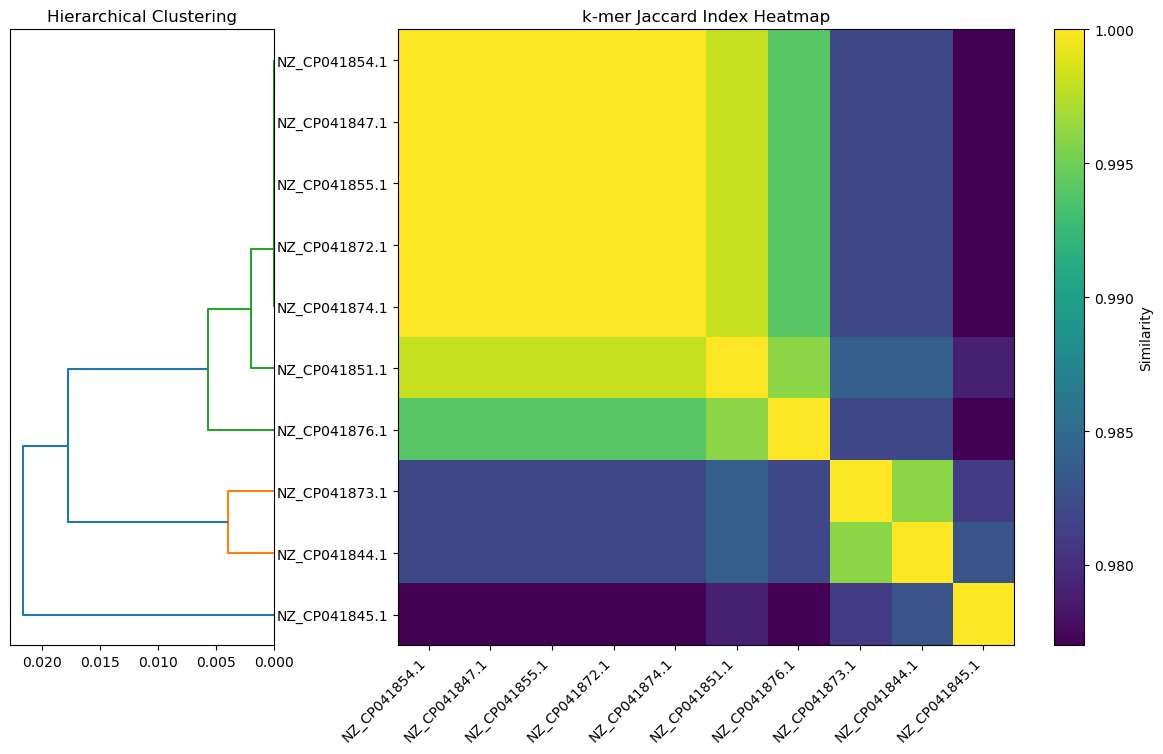 Hierarchical Clustering
k-mer Jaccard Index Heatmap
NZ_CP041854.1
NZ_CP041847.1
NZ_CP041855.1
NZ_CP041872.1
NZ_CP041874.1
NZ_CP041851.1
NZ_CP041876.1
NZ_CP041873.1
NZ_CP041844.1
NZ_CP041845.1
0.020
0.015
0.010
0.005
0.000
NZ_CP041854.1
NZ_CP041847.1
NZ_CP041855.1
NZ_CP041872.1
NZ_CP041874.1
NZ_CP041851.1
NZ_CP041876.1
NZ_CP041873.1
NZ_CP041844.1
NZ_CP041845.1
1.000
0.995
0.990
0.985
0.980
Similarity